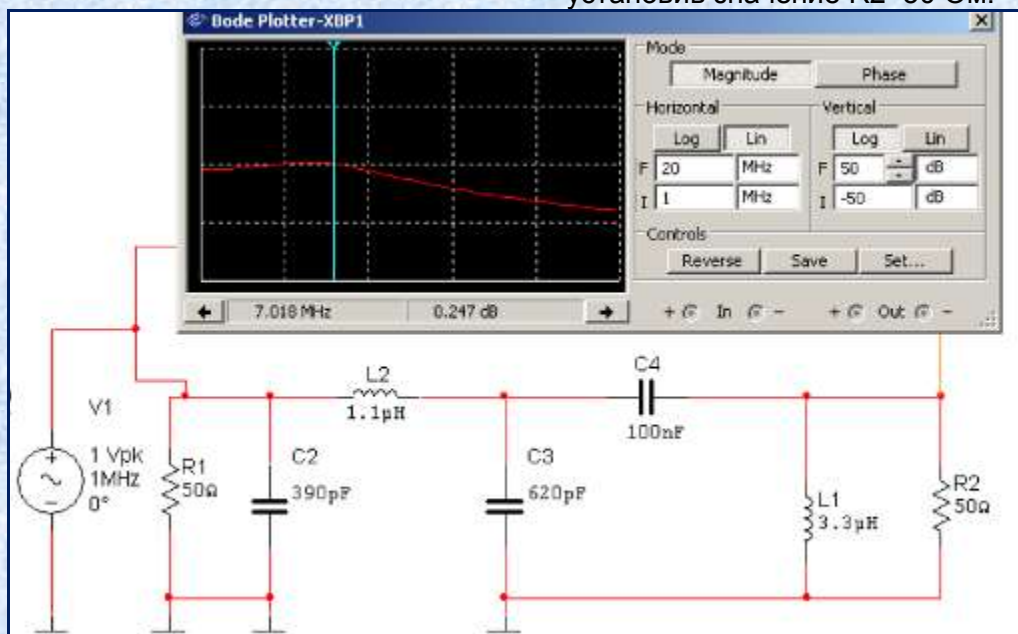 установив значение R2=50 Ом.
Bode Plotter-XBP1
Mode
Magnitude Phase
Horizontal Vertical
Log Lin Log Lin
F 20 MHz F 50 dB
I 1 MHz I -50 dB
Controls
Reverse Save Set...
7.018 MHz 0.247 dB + In - + Out -
V1
1 Vpk
1MHz
0°
R1
50Ω
C2
390pF
L2
1.1µH
C3
620pF
C4
100nF
L1
3.3µH
R2
50Ω